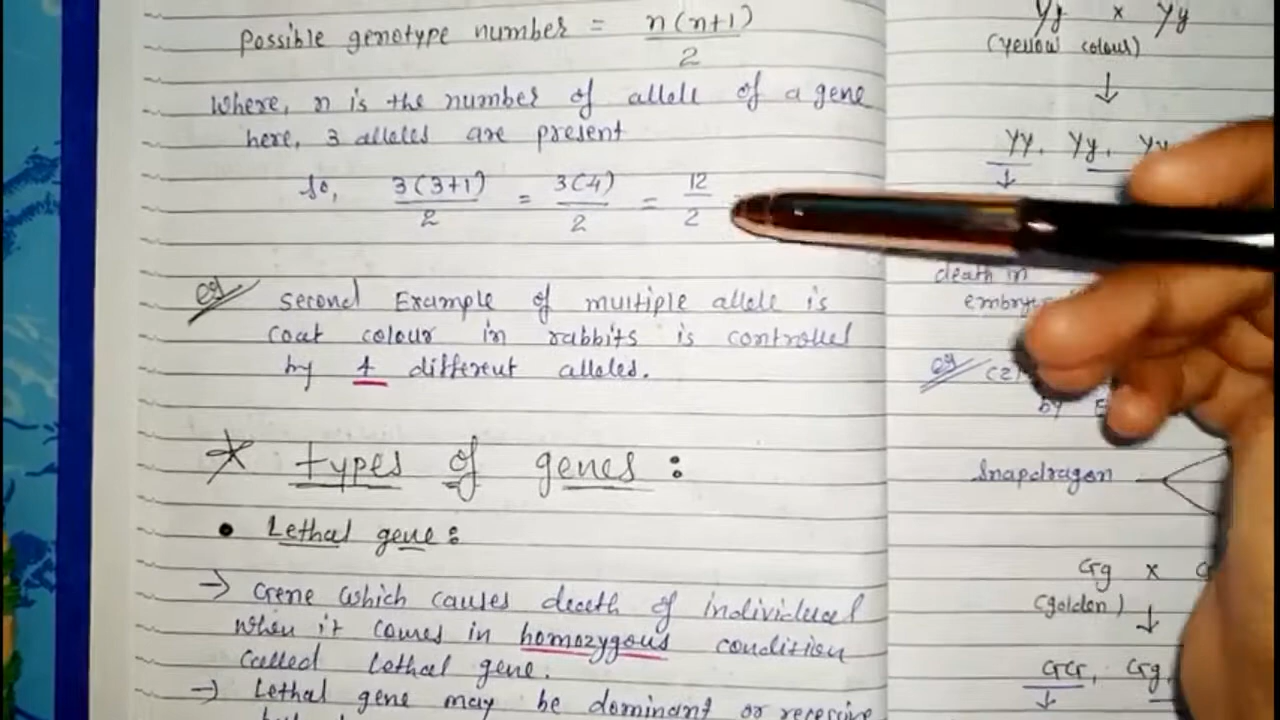 Possible genotype number = n(n+1)
2
Where, n is the number of allele of a gene
here, 3 alleles are present
So, 3(3+1) = 3(4) = 12
2 2 2
eg Second Example of multiple allele is
coat colour in rabbits is controlled
by 4 different alleles.
* types of genes :
• Lethal gene :
→ Gene which causes death of individual
when it comes in homozygous condition
called lethal gene.
→ Lethal gene may be dominant or recessive
Yy x Yy
(yellow colour)
↓
YY, Yy,
↓
death in
eg (2)
by
Snapdragon
Gg x
(golden) ↓
GG, Gg,
↓